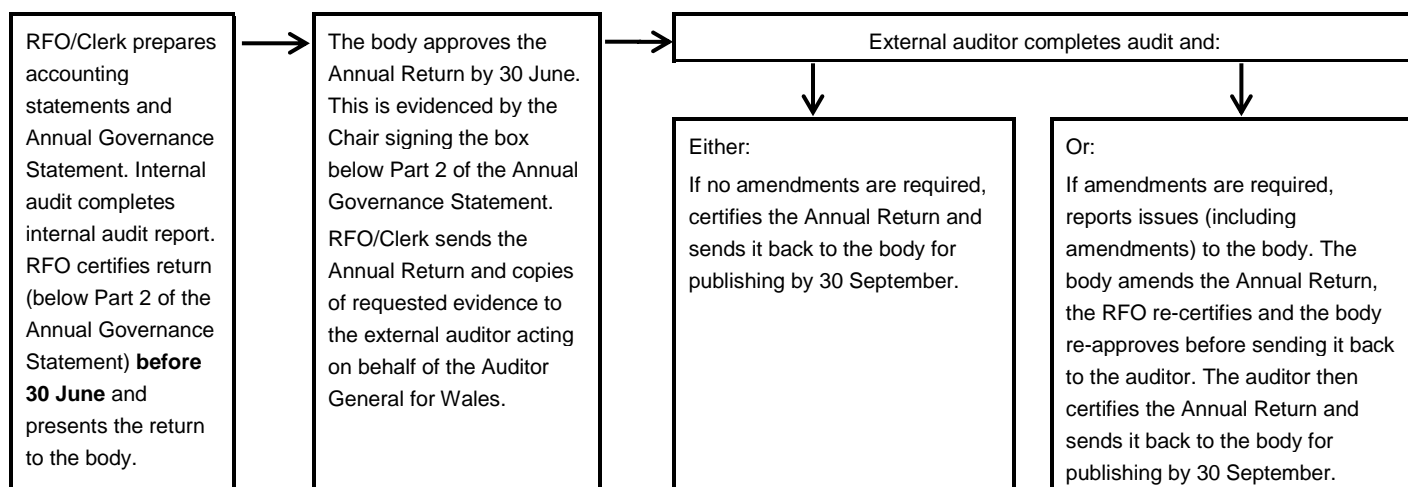 RFO/Clerk prepares
accounting
statements and
Annual Governance
Statement. Internal
audit completes
internal audit report.
RFO certifies return
(below Part 2 of the
Annual Governance
Statement) before
30 June and
presents the return
to the body.
The body approves the
Annual Return by 30 June.
This is evidenced by the
Chair signing the box
below Part 2 of the Annual
Governance Statement.
RFO/Clerk sends the
Annual Return and copies
of requested evidence to
the external auditor acting
on behalf of the Auditor
General for Wales.
External auditor completes audit and:
Either:
If no amendments are required,
certifies the Annual Return and
sends it back to the body for
publishing by 30 September.
Or:
If amendments are required,
reports issues (including
amendments) to the body. The
body amends the Annual Return,
the RFO re-certifies and the body
re-approves before sending it back
to the auditor. The auditor then
certifies the Annual Return and
sends it back to the body for
publishing by 30 September.